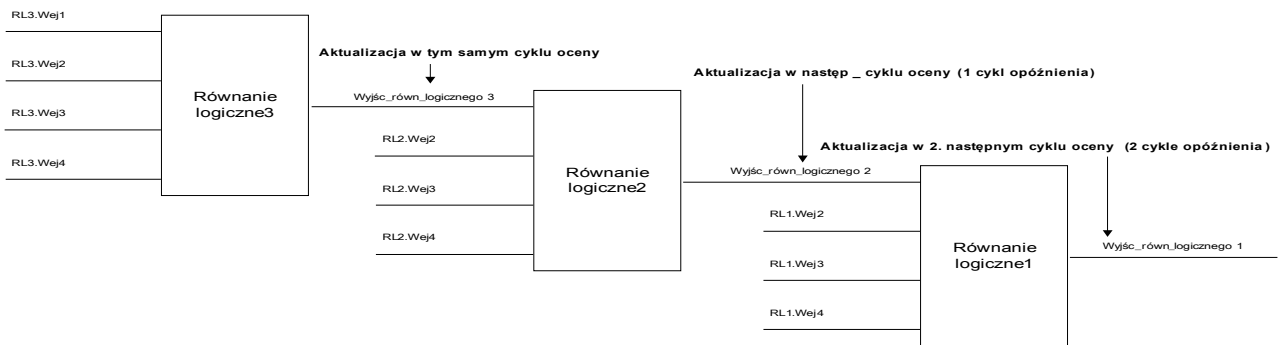 RL3.Wej1
RL3.Wej2
RL3.Wej3
RL3.Wej4
Równanie
logiczne3
Aktualizacja w tym samym cyklu oceny
Wyjśc_równ_logicznego 3
RL2.Wej2
RL2.Wej3
RL2.Wej4
Równanie
logiczne2
Aktualizacja w następ _ cyklu oceny (1 cykl opóźnienia)
Wyjśc_równ_logicznego 2
RL1.Wej2
RL1.Wej3
RL1.Wej4
Równanie
logiczne1
Aktualizacja w 2. następnym cyklu oceny (2 cykle opóźnienia)
Wyjśc_równ_logicznego 1